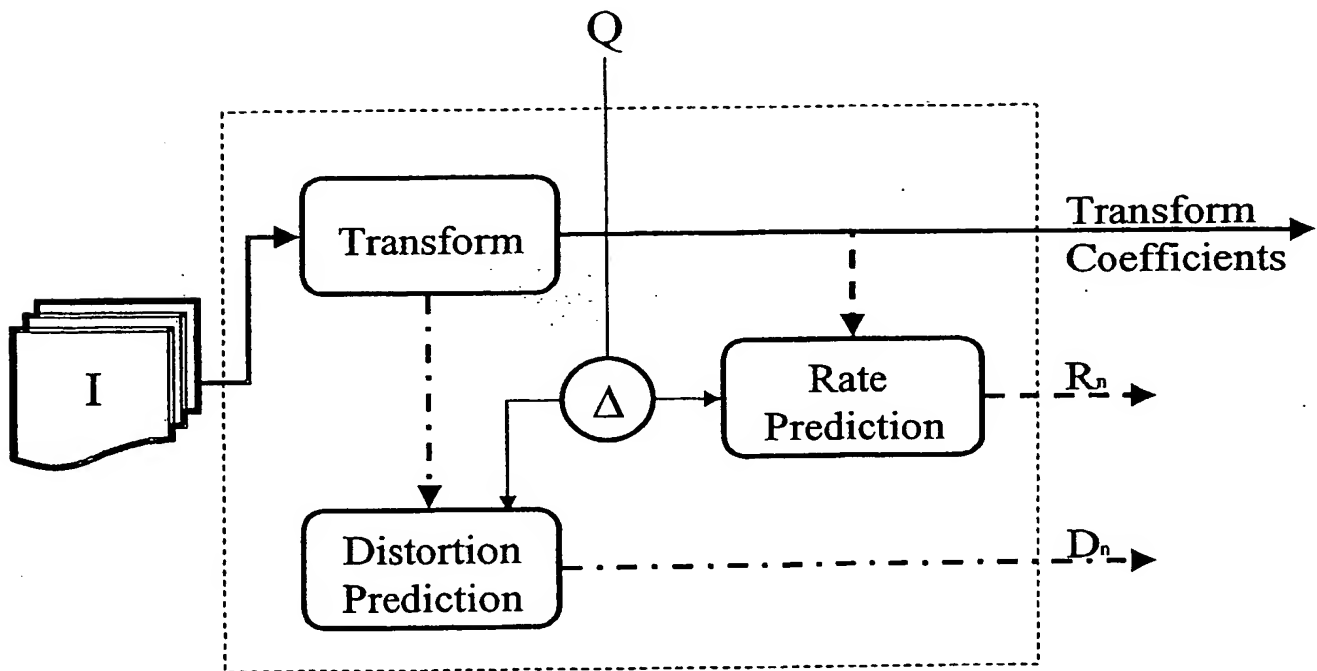 Q
Transform
Transform
Coefficients
I
Δ
Rate
Prediction
Rn
Distortion
Prediction
Dn